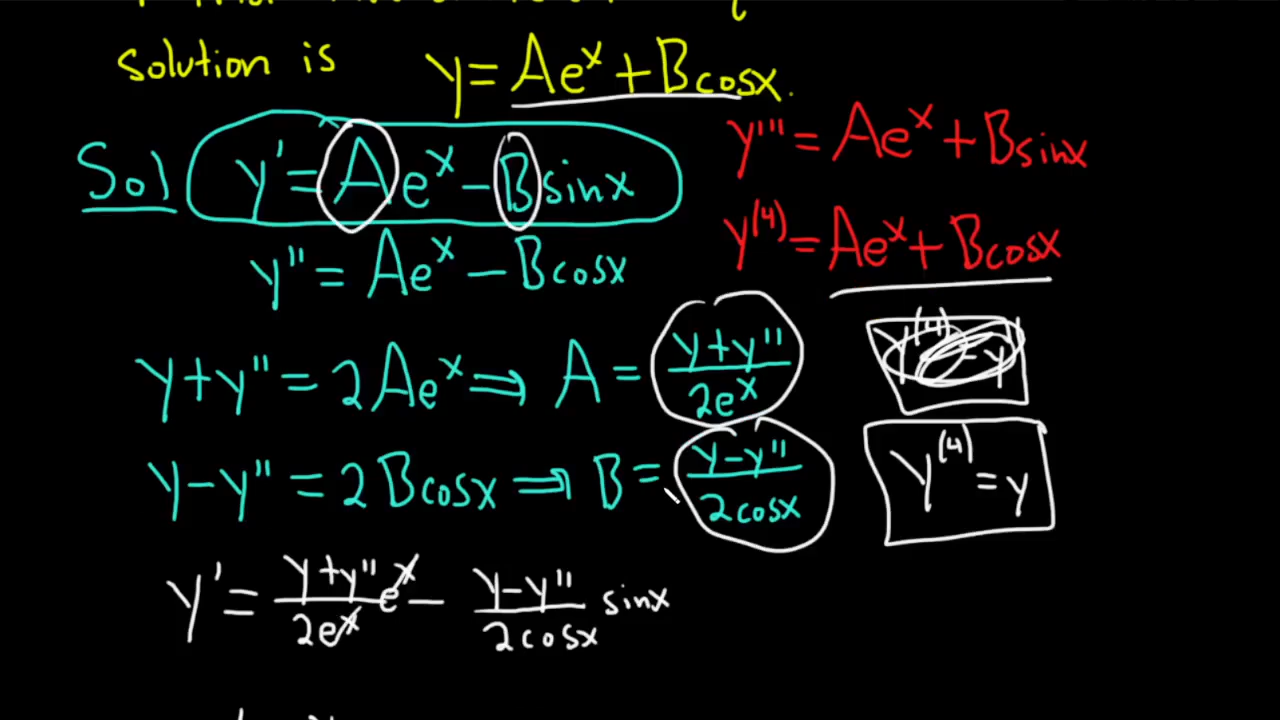 solution is y = Ae^x + Bcosx.
Sol y' = Ae^x - Bsinx
y'' = Ae^x - Bcosx
y''' = Ae^x + Bsinx
y^(4) = Ae^x + Bcosx
y^(4) = y
y + y'' = 2Ae^x ⟹ A = (y + y'')/(2e^x)
y - y'' = 2Bcosx ⟹ B = (y - y'')/(2cosx)
y^(4) = y
y' = (y + y'')/(2e^x) e^x - (y - y'')/(2cosx) sinx